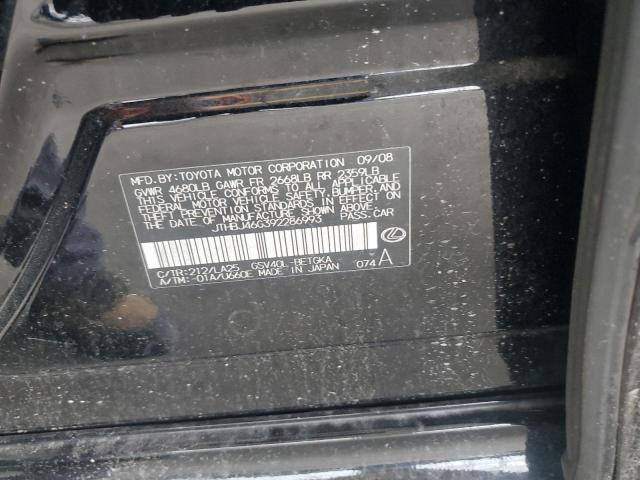 MFD.BY:TOYOTA MOTOR CORPORATION 09/08
GVWR 4680LB GAWR FR 2668LB RR 2359LB
THIS VEHICLE CONFORMS TO ALL APPLICABLE
FEDERAL MOTOR VEHICLE SAFETY, BUMPER, AND
THEFT PREVENTION STANDARDS IN EFFECT ON
THE DATE OF MANUFACTURE SHOWN ABOVE.
JTHBJ46G392286993 PASS.CAR
C/TR:212/LA25 GSV40L-BETGKA
A/TM:-01A/U660E MADE IN JAPAN 074 A